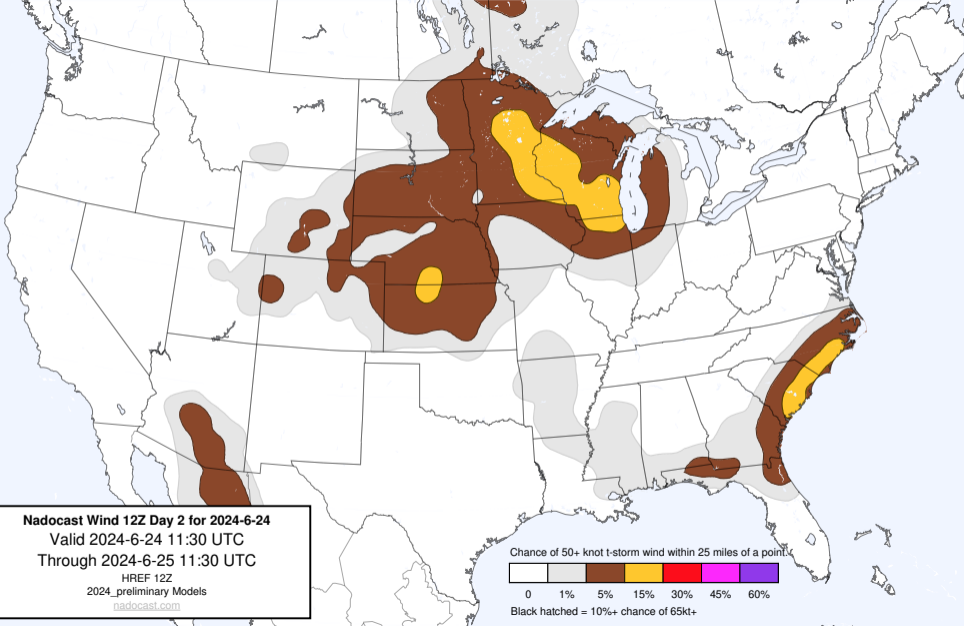 Nadocast Wind 12Z Day 2 for 2024-6-24
Valid 2024-6-24 11:30 UTC
Through 2024-6-25 11:30 UTC
HREF 12Z
2024_preliminary Models
nadocast.com
Chance of 50+ knot t-storm wind within 25 miles of a point.
0 1% 5% 15% 30% 45% 60%
Black hatched = 10%+ chance of 65kt+